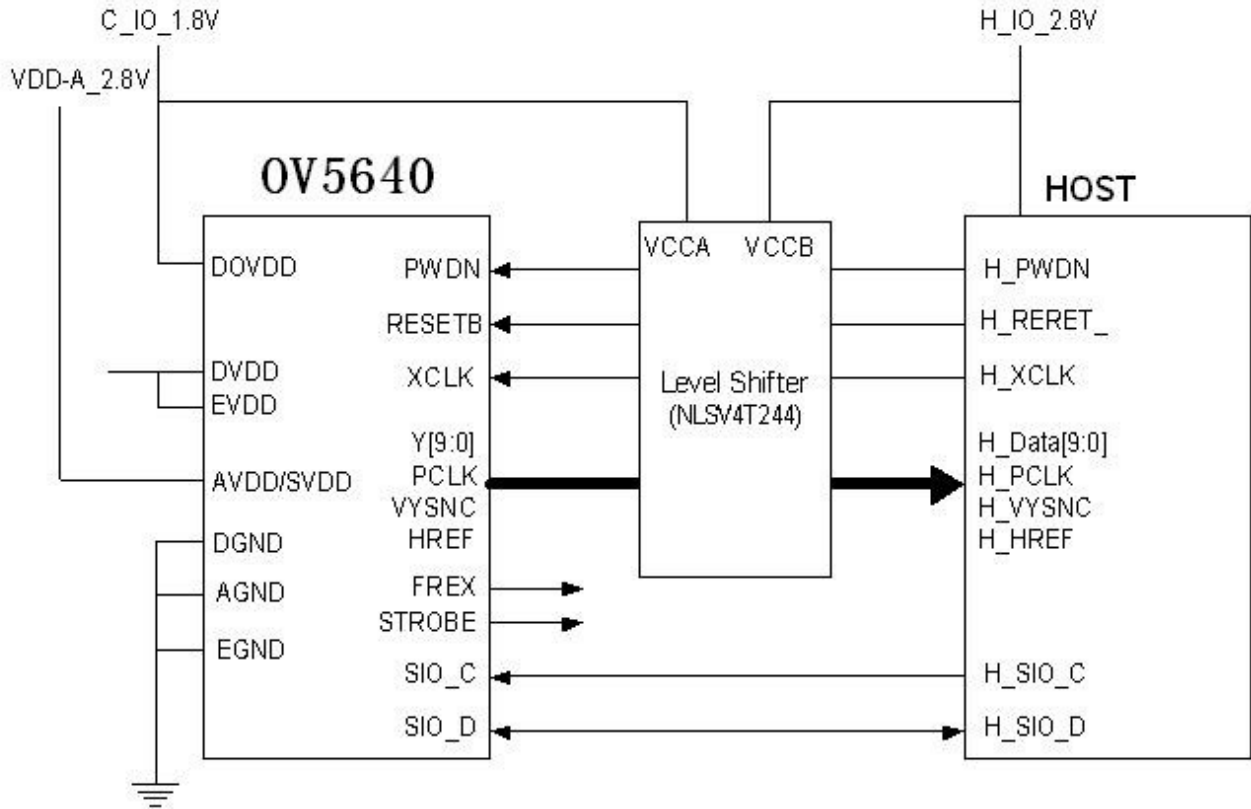 C_IO_1.8V
H_IO_2.8V
VDD-A_2.8V
OV5640
HOST
DOVDD
PWDN
VCCA
VCCB
H_PWDN
RESETB
H_RERET_
DVDD
XCLK
H_XCLK
EVDD
Level Shifter
(NLSV4T244)
Y[9:0]
H_Data[9:0]
AVDD/SVDD
PCLK
H_PCLK
VYSNC
H_VYSNC
DGND
HREF
H_HREF
AGND
FREX
STROBE
EGND
SIO_C
H_SIO_C
SIO_D
H_SIO_D